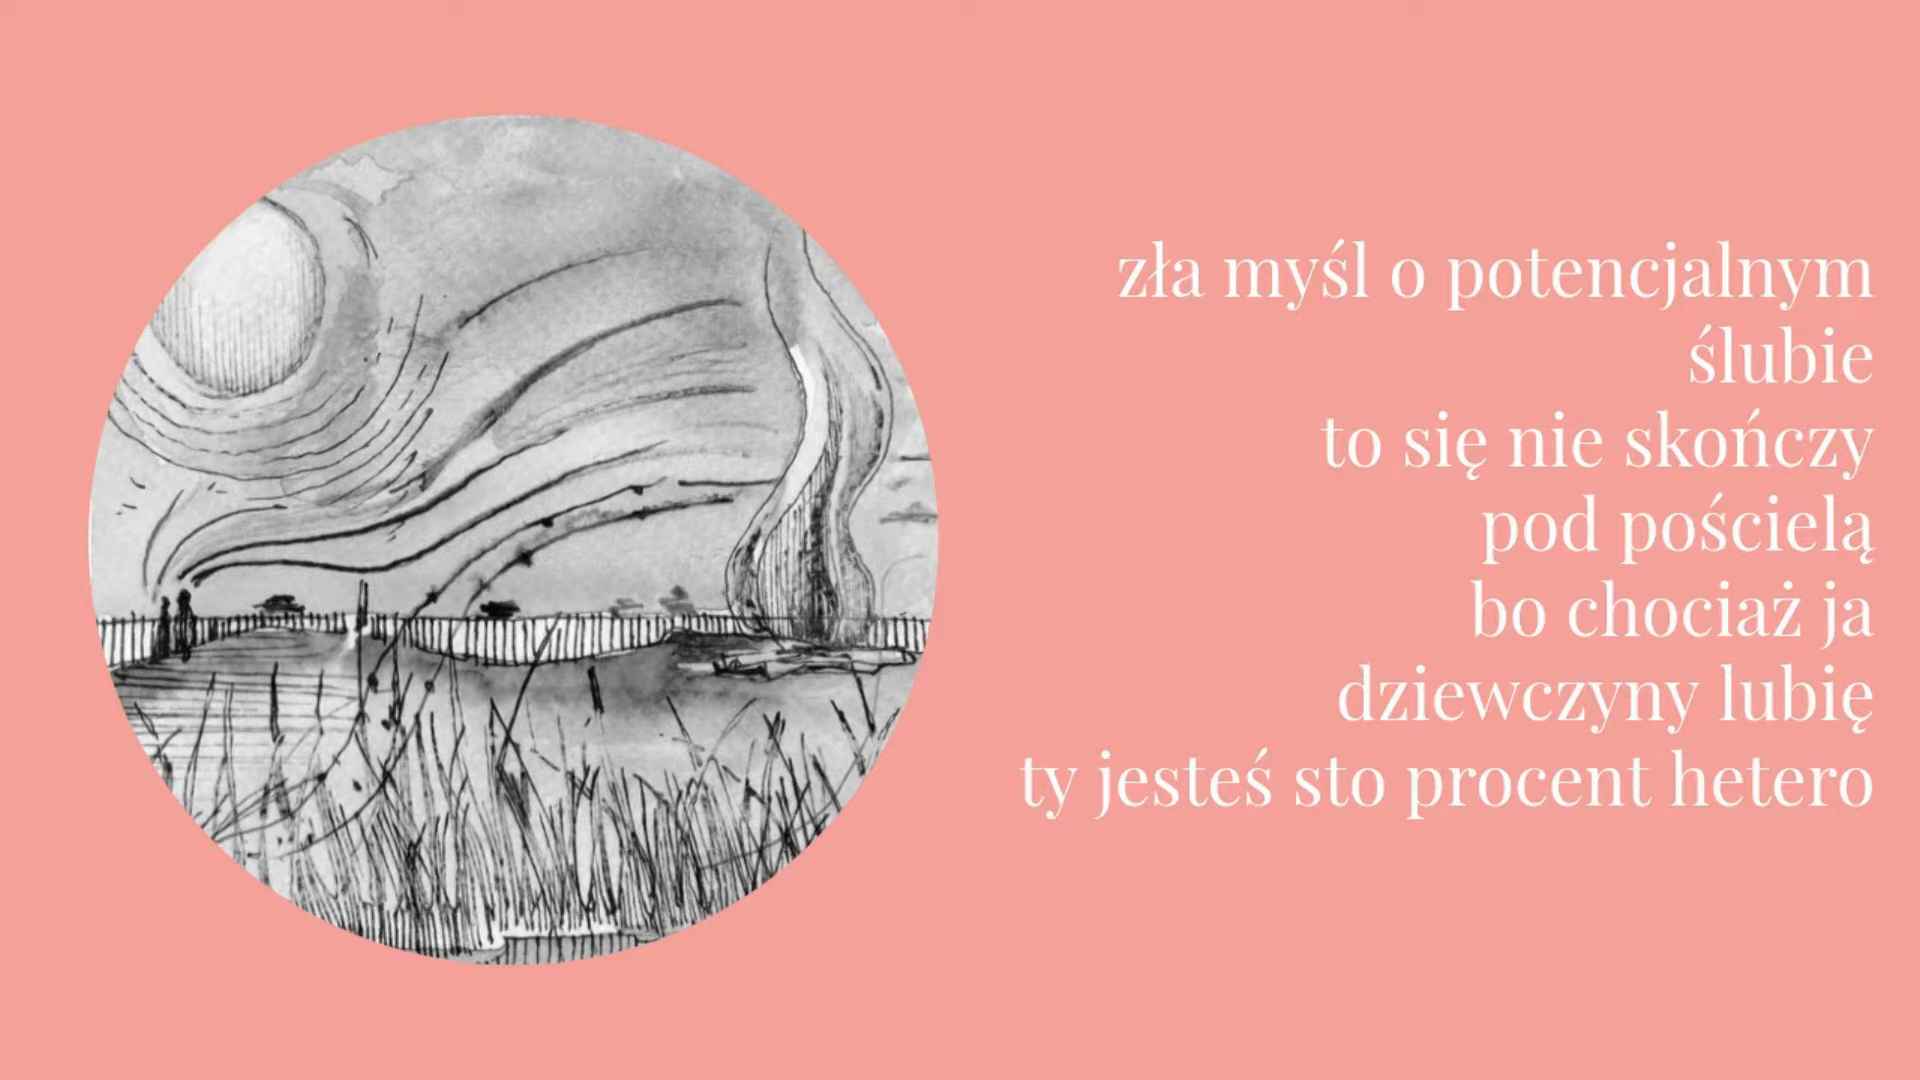 zła myśl o potencjalnym
ślubie
to się nie skończy
pod pościelą
bo chociaż ja
dziewczyny lubię
ty jesteś sto procent hetero